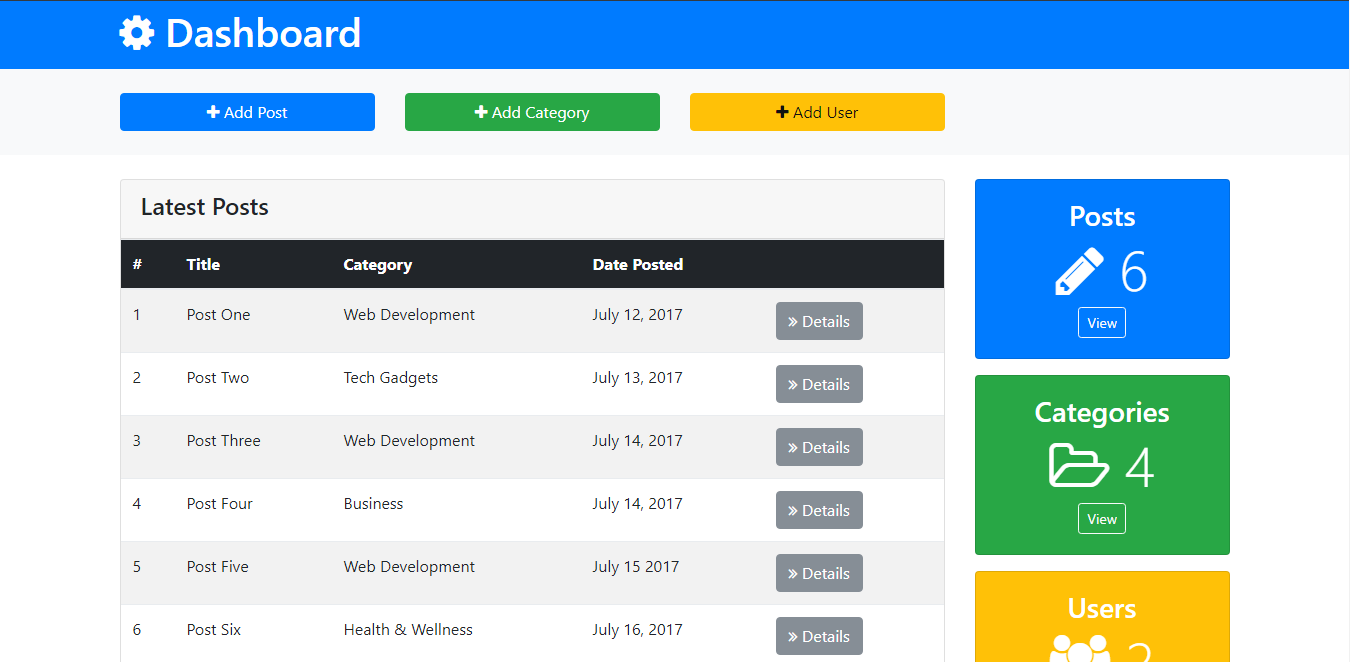 Dashboard
Add Post
Add Category
Add User
Latest Posts
# Title Category Date Posted
1 Post One Web Development July 12, 2017 » Details
2 Post Two Tech Gadgets July 13, 2017 » Details
3 Post Three Web Development July 14, 2017 » Details
4 Post Four Business July 14, 2017 » Details
5 Post Five Web Development July 15 2017 » Details
6 Post Six Health & Wellness July 16, 2017 » Details
Posts
6
View
Categories
4
View
Users